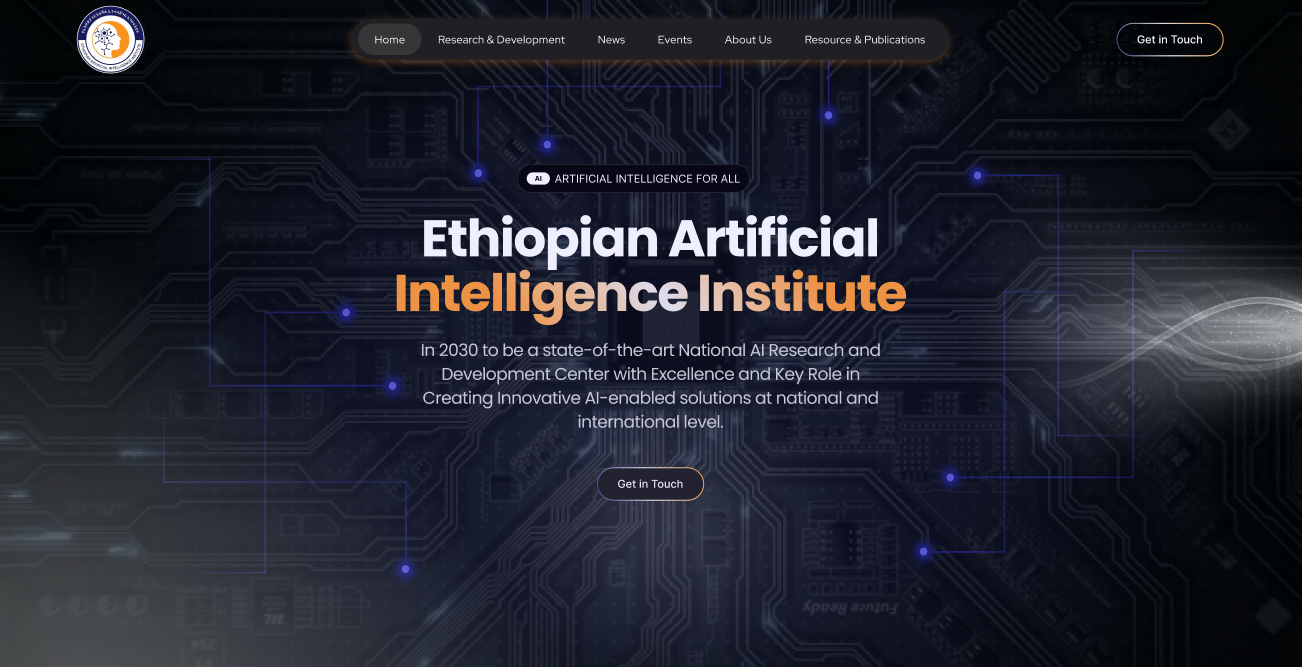 Home
Research & Development
News
Events
About Us
Resource & Publications
Get in Touch
AI ARTIFICIAL INTELLIGENCE FOR ALL
Ethiopian Artificial
Intelligence Institute
In 2030 to be a state-of-the-art National AI Research and
Development Center with Excellence and Key Role in
Creating Innovative AI-enabled solutions at national and
international level.
Get in Touch
Future Ready